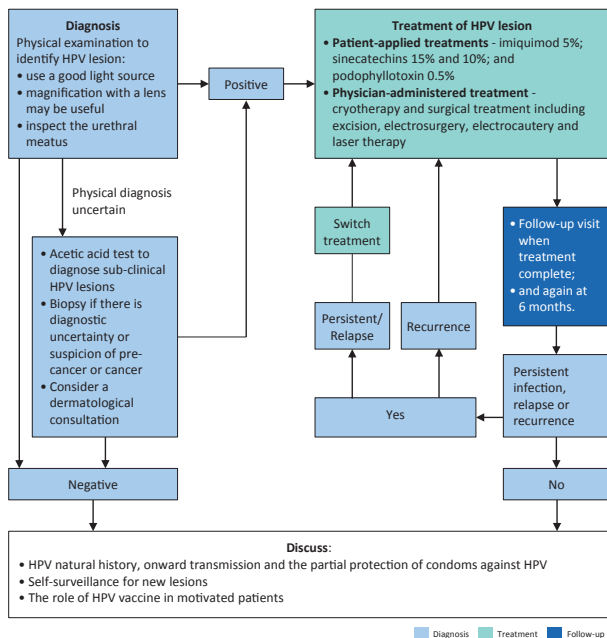 Diagnosis
Physical examination to
identify HPV lesion:
• use a good light source
• magnification with a lens
may be useful
• inspect the urethral
meatus
Positive
Treatment of HPV lesion
• Patient-applied treatments - imiquimod 5%;
sinecatechins 15% and 10%; and
podophyllotoxin 0.5%
• Physician-administered treatment -
cryotherapy and surgical treatment including
excision, electrosurgery, electrocautery and
laser therapy
Physical diagnosis
uncertain
• Acetic acid test to
diagnose sub-clinical
HPV lesions
• Biopsy if there is
diagnostic
uncertainty or
suspicion of pre-
cancer or cancer
• Consider a
dermatological
consultation
Switch
treatment
Persistent/
Relapse
Recurrence
• Follow-up visit
when
treatment
complete;
• and again at
6 months.
Persistent
infection,
relapse or
recurrence
Yes
Negative
No
Discuss:
• HPV natural history, onward transmission and the partial protection of condoms against HPV
• Self-surveillance for new lesions
• The role of HPV vaccine in motivated patients
Diagnosis
Treatment
Follow-up